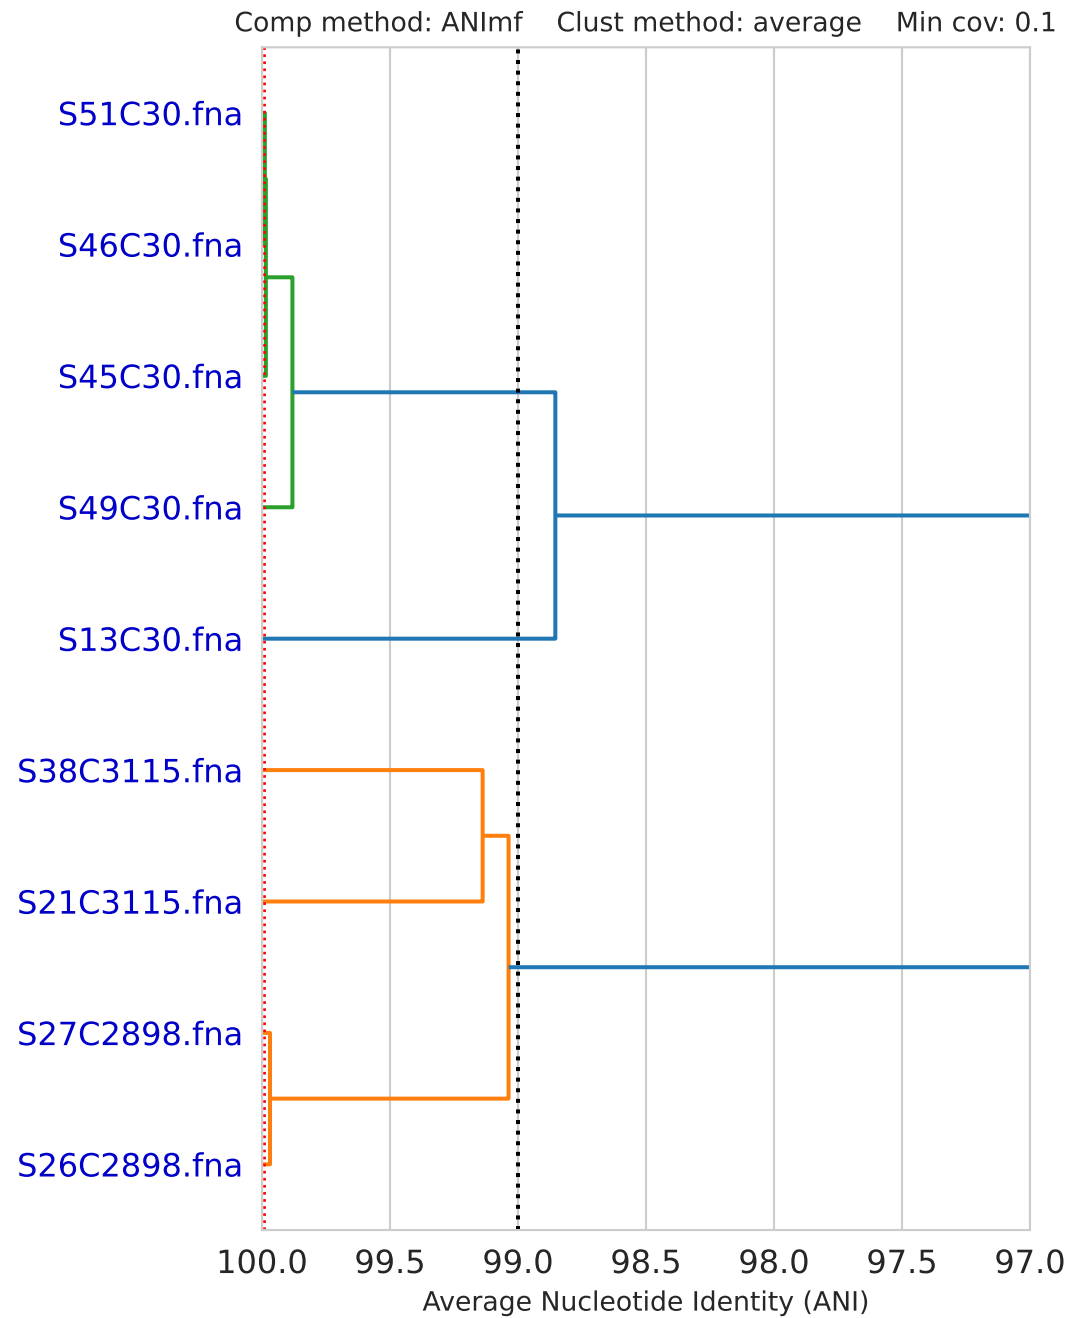 Comp method: ANImf    Clust method: average    Min cov: 0.1
S51C30.fna
S46C30.fna
S45C30.fna
S49C30.fna
S13C30.fna
S38C3115.fna
S21C3115.fna
S27C2898.fna
S26C2898.fna
100.0 99.5 99.0 98.5 98.0 97.5 97.0
Average Nucleotide Identity (ANI)